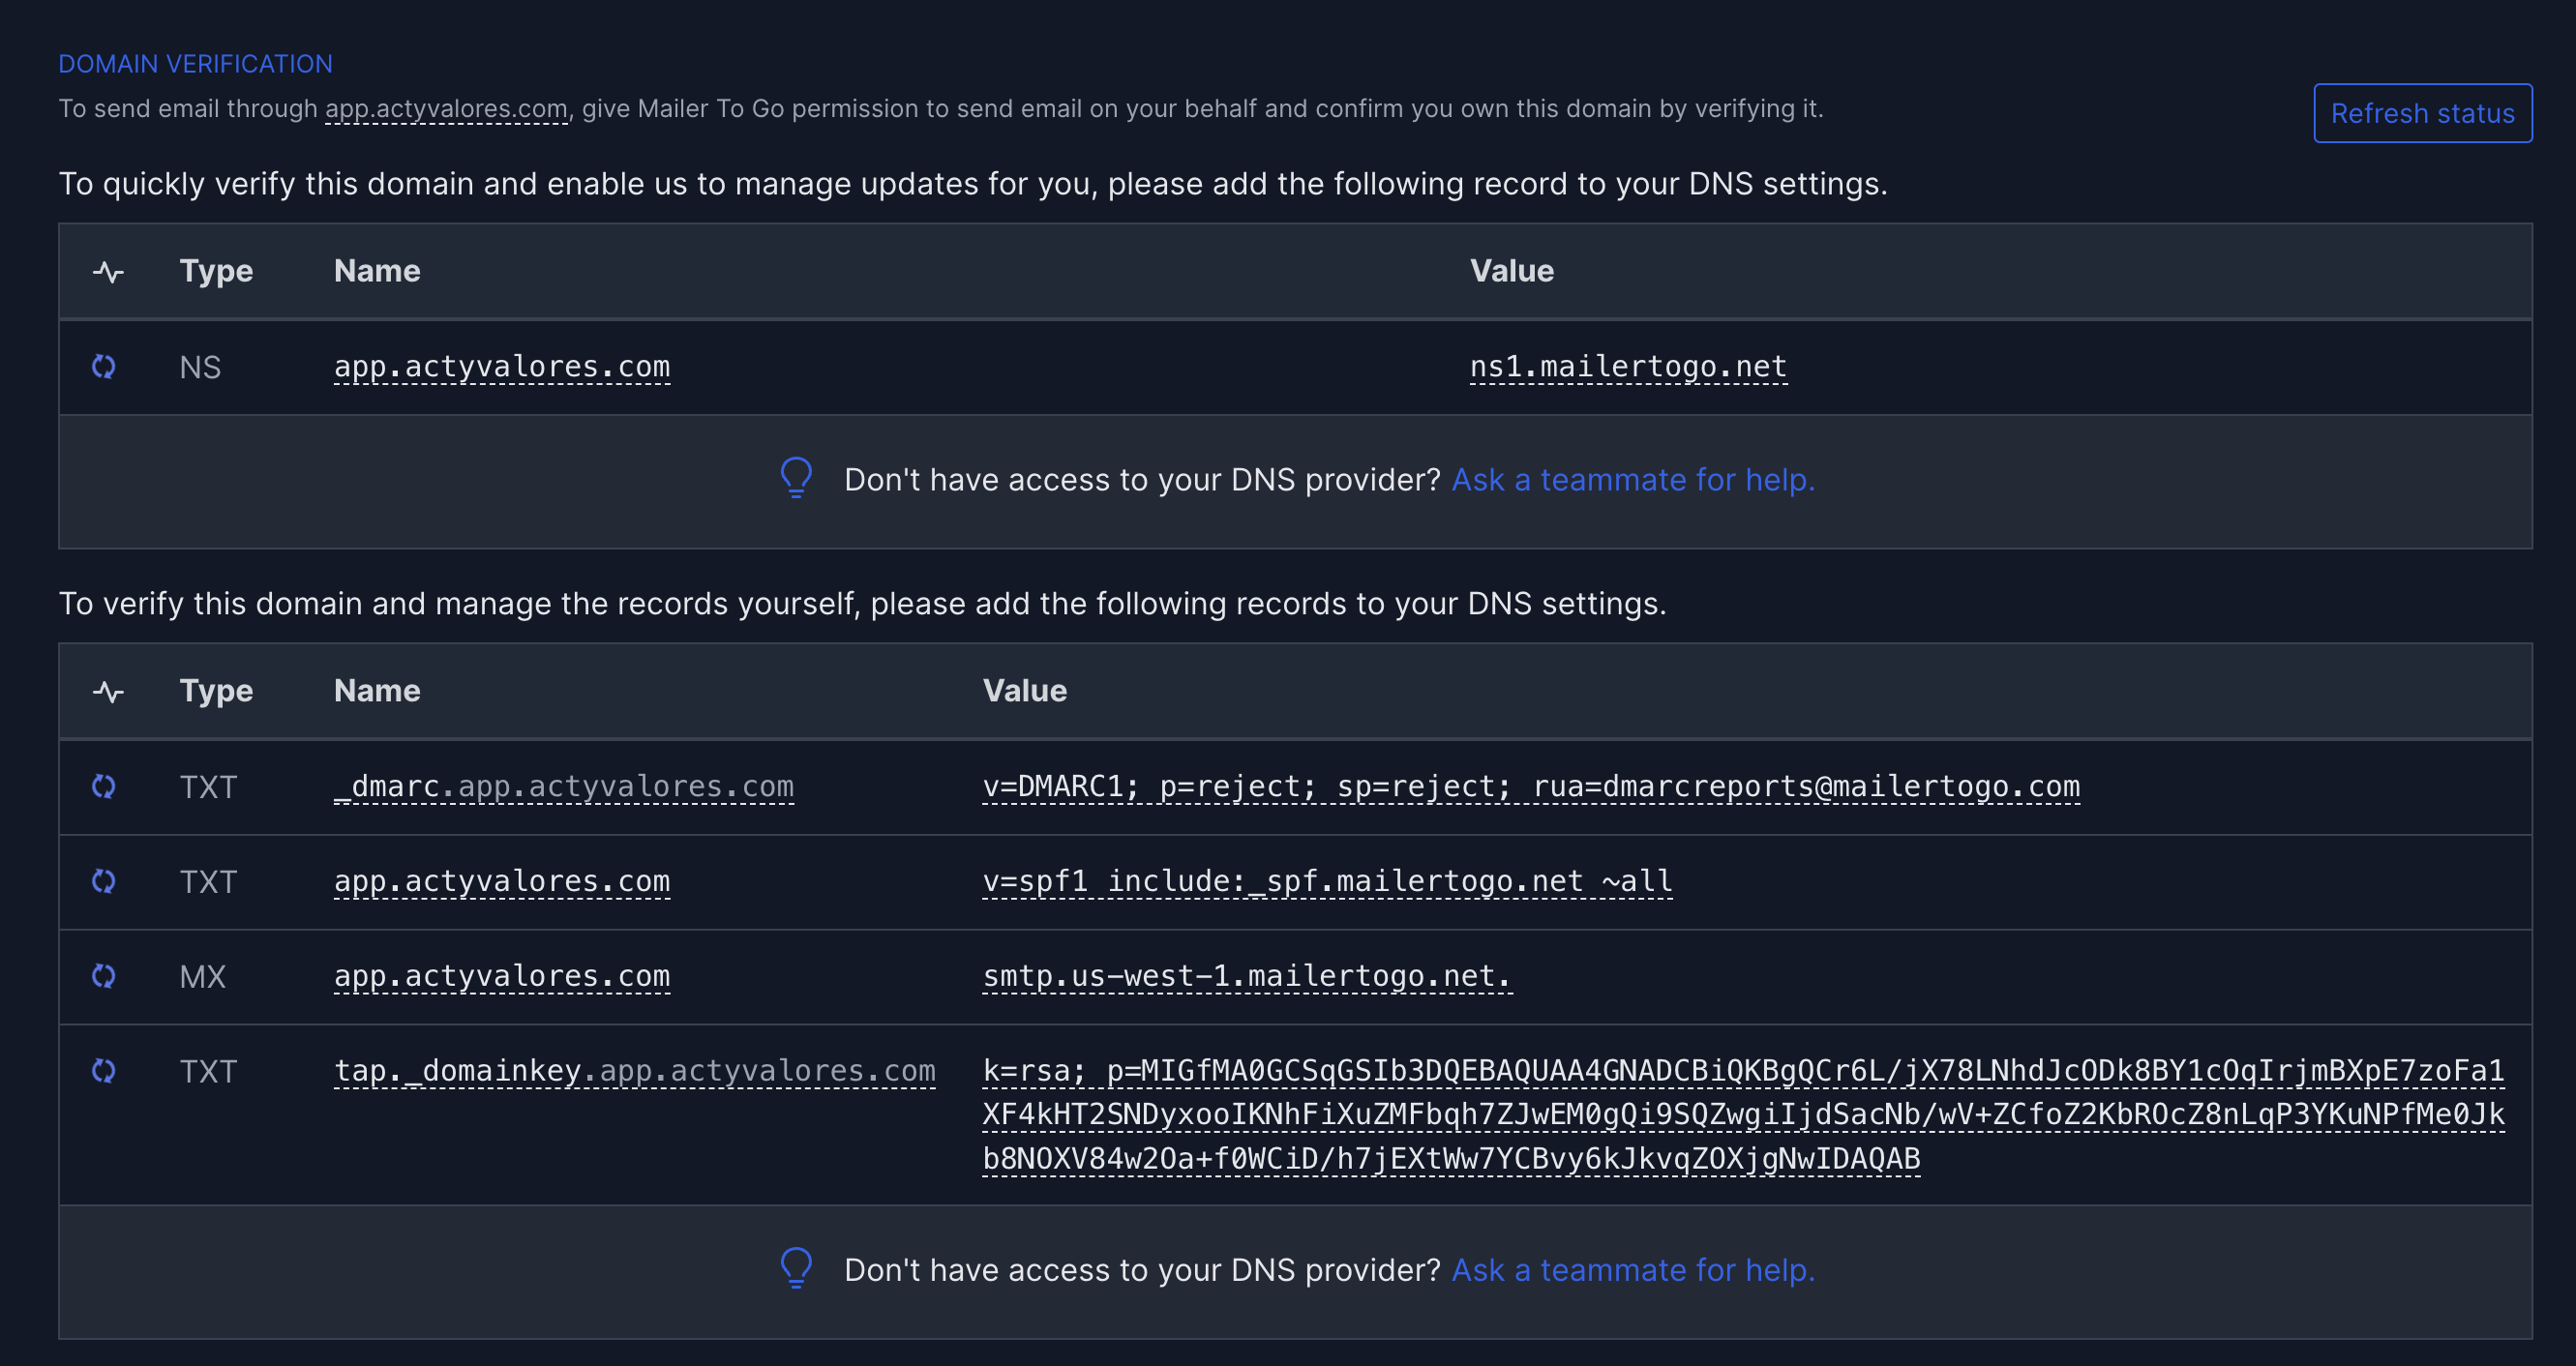 DOMAIN VERIFICATION
To send email through app.actyvalores.com, give Mailer To Go permission to send email on your behalf and confirm you own this domain by verifying it.
Refresh status
To quickly verify this domain and enable us to manage updates for you, please add the following record to your DNS settings.
Type Name Value
NS app.actyvalores.com ns1.mailertogo.net
Don't have access to your DNS provider? Ask a teammate for help.
To verify this domain and manage the records yourself, please add the following records to your DNS settings.
Type Name Value
TXT _dmarc.app.actyvalores.com v=DMARC1; p=reject; sp=reject; rua=dmarcreports@mailertogo.com
TXT app.actyvalores.com v=spf1 include:_spf.mailertogo.net ~all
MX app.actyvalores.com smtp.us-west-1.mailertogo.net.
TXT tap._domainkey.app.actyvalores.com k=rsa; p=MIGfMA0GCSqGSIb3DQEBAQUAA4GNADCBiQKBgQCr6L/jX78LNhdJcODk8BY1cOqIrjmBXpE7zoFa1
XF4kHT2SNDyxooIKNhFiXuZMFbqh7ZJwEM0gQi9SQZwgiIjdSacNb/wV+ZCfoZ2KbROcZ8nLqP3YKuNPfMe0Jk
b8NOXV84w2Oa+f0WCiD/h7jEXtWw7YCBvy6kJkvqZOXjgNwIDAQAB
Don't have access to your DNS provider? Ask a teammate for help.